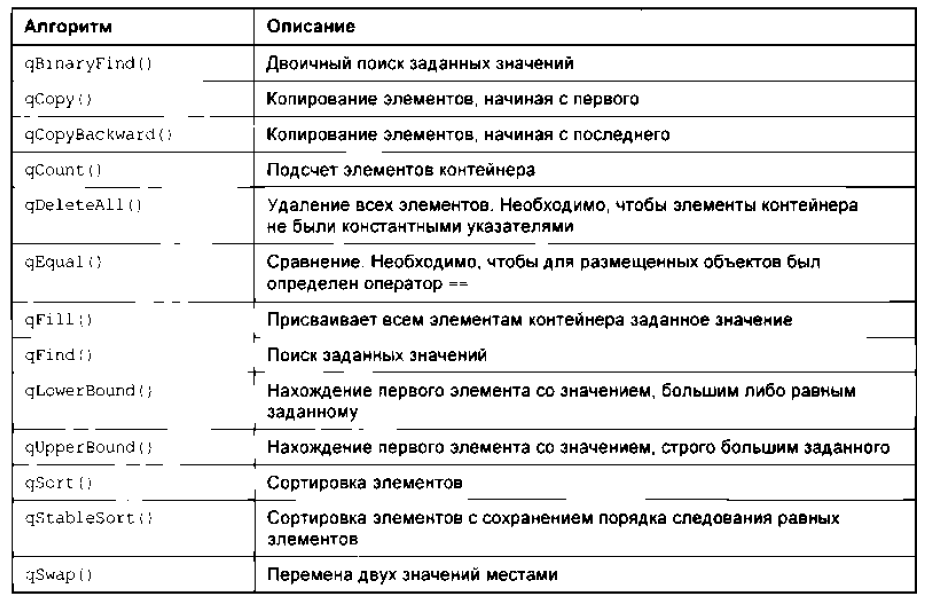 Алгоритм Описание
qBinaryFind() Двоичный поиск заданных значений
qCopy() Копирование элементов, начиная с первого
qCopyBackward() Копирование элементов, начиная с последнего
qCount() Подсчет элементов контейнера
qDeleteAll() Удаление всех элементов. Необходимо, чтобы элементы контейнера
не были константными указателями
qEqual() Сравнение. Необходимо, чтобы для размещенных объектов был
определен оператор ==
qFill() Присваивает всем элементам контейнера заданное значение
qFind() Поиск заданных значений
qLowerBound() Нахождение первого элемента со значением, большим либо равным
заданному
qUpperBound() Нахождение первого элемента со значением, строго большим заданного
qSort() Сортировка элементов
qStableSort() Сортировка элементов с сохранением порядка следования равных
элементов
qSwap() Перемена двух значений местами